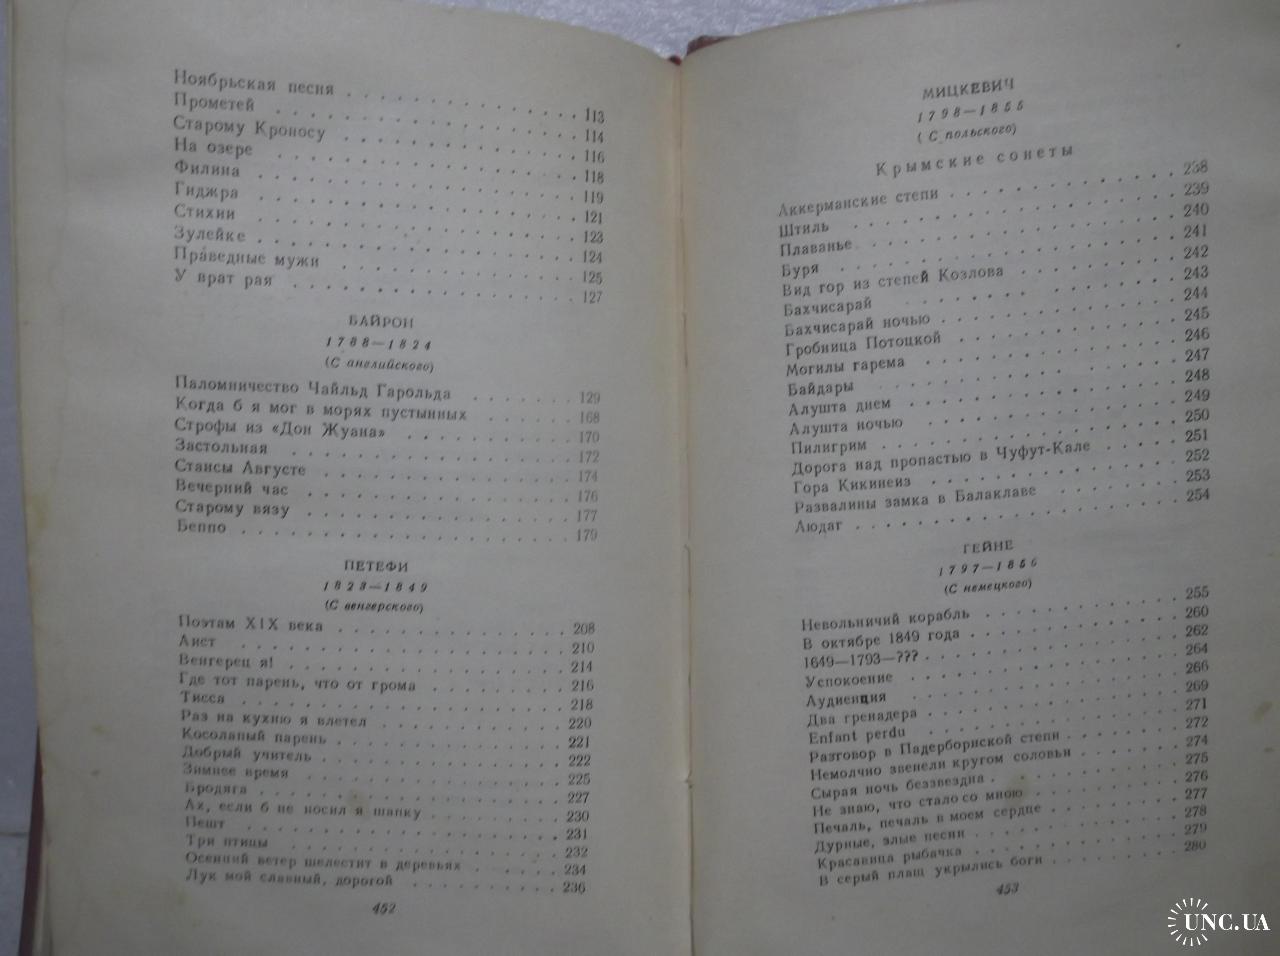 Ноябрьская песня . . . 113
Прометей . . . 114
Старому Кроносу . . . 116
На озере . . . 118
Филина . . . 119
Гиджра . . . 121
Стихии . . . 123
Зулейке . . . 124
Пра́ведные мужи . . . 125
У врат рая . . . 127
БАЙРОН
1788—1824
(С английского)
Паломничество Чайльд Гарольда . . . 129
Когда б я мог в морях пустынных . . . 168
Строфы из «Дон Жуана» . . . 170
Застольная . . . 172
Стансы Августе . . . 174
Вечерний час . . . 176
Старому вязу . . . 177
Беппо . . . 179
ПЕТЕФИ
1823—1849
(С венгерского)
Поэтам XIX века . . . 208
Аист . . . 210
Венгерец я! . . . 214
Где тот парень, что от грома . . . 216
Тисса . . . 218
Раз на кухню я влетел . . . 220
Косолапый парень . . . 221
Добрый учитель . . . 222
Зимнее время . . . 225
Бродяга . . . 227
Ах, если б не носил я шапку . . . 230
Пешт . . . 231
Три птицы . . . 232
Осенний ветер шелестит в деревьях . . . 234
Лук мой славный, дорогой . . . 236
452
МИЦКЕВИЧ
1798—1855
(С польского)
Крымские сонеты
Аккерманские степи . . . 238
Штиль . . . 239
Плаванье . . . 240
Буря . . . 241
Вид гор из степей Козлова . . . 242
Бахчисарай . . . 243
Бахчисарай ночью . . . 244
Гробница Потоцкой . . . 245
Могилы гарема . . . 246
Байдары . . . 247
Алушта днем . . . 248
Алушта ночью . . . 249
Пилигрим . . . 250
Дорога над пропастью в Чуфут-Кале . . . 251
Гора Кикинеиз . . . 252
Развалины замка в Балаклаве . . . 253
Аюдаг . . . 254
ГЕЙНЕ
1797—1856
(С немецкого)
Невольничий корабль . . . 255
В октябре 1849 года . . . 260
1649—1793—??? . . . 262
Успокоение . . . 264
Аудиенция . . . 266
Два гренадера . . . 269
Enfant perdu . . . 271
Разговор в Падерборнской степи . . . 272
Немолчно звенели кругом соловьи . . . 274
Сырая ночь беззвездна . . . 275
Не знаю, что стало со мною . . . 276
Печаль, печаль в моем сердце . . . 277
Дурные, злые песни . . . 278
Красавица рыбачка . . . 279
В серый плащ укрылись боги . . . 280
453
UNC.UA